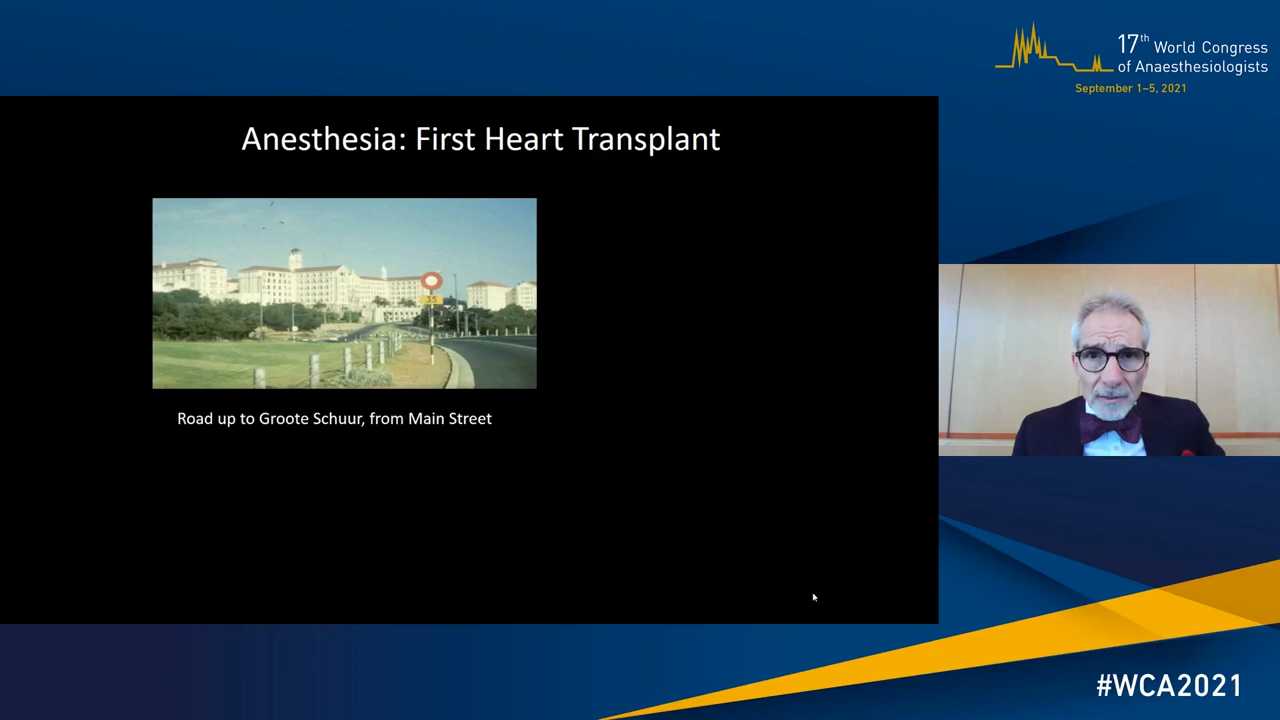 17th World Congress
of Anaesthesiologists
September 1–5, 2021
Anesthesia: First Heart Transplant
35
Road up to Groote Schuur, from Main Street
#WCA2021